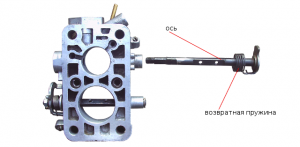 ось
возвратная пружина